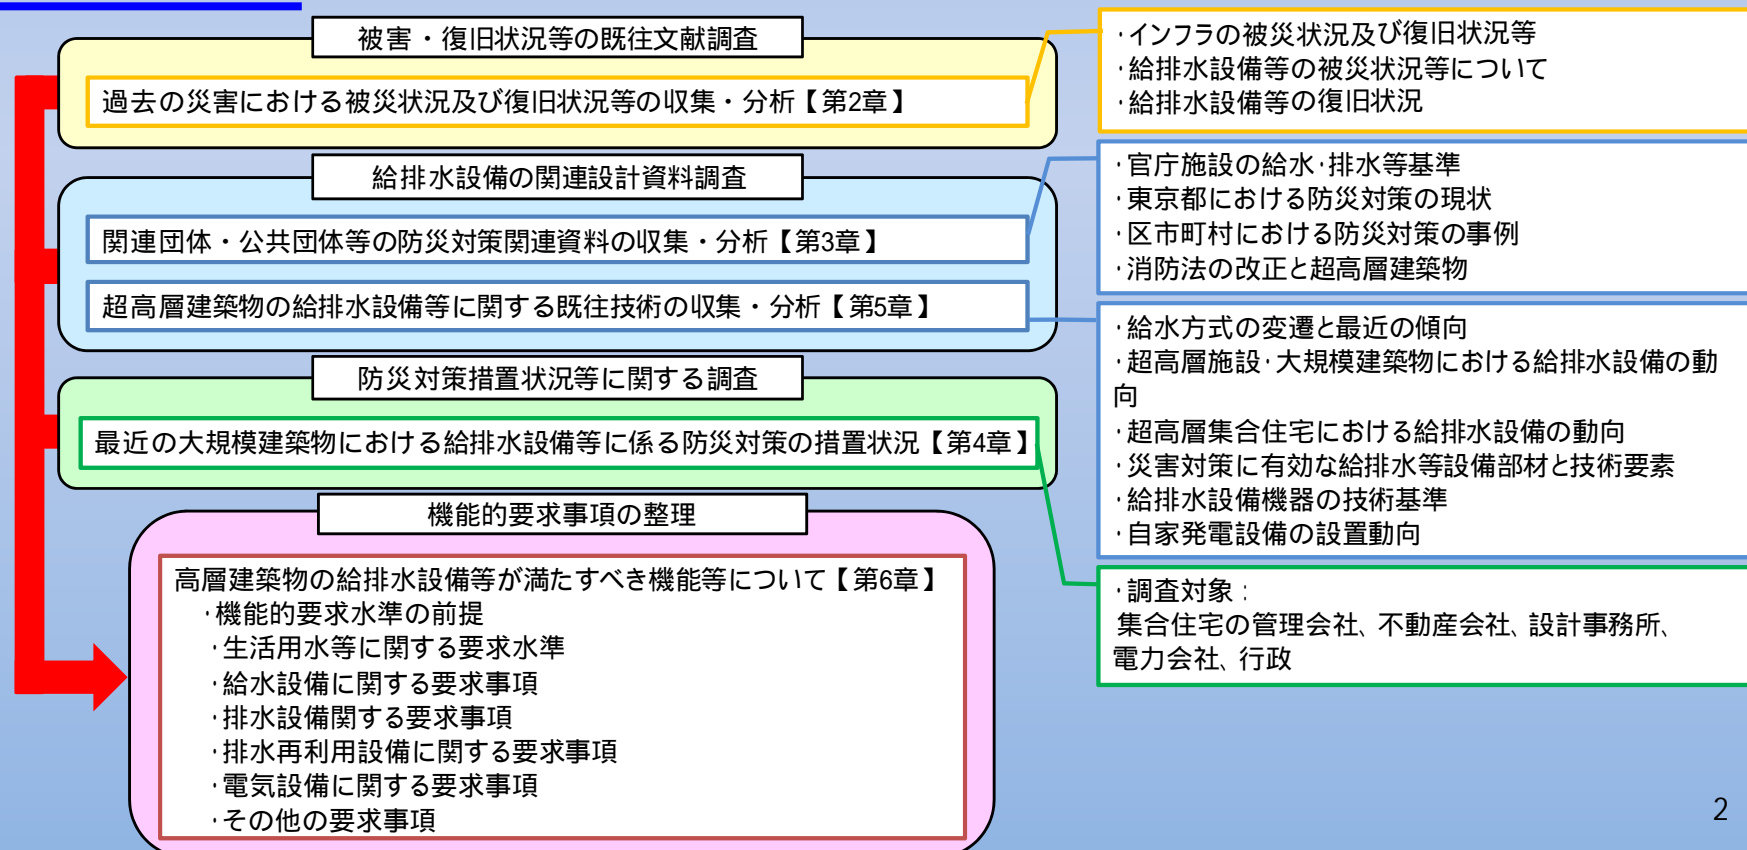 被害・復旧状況等の既往文献調査
過去の災害における被災状況及び復旧状況等の収集・分析【第2章】
・インフラの被災状況及び復旧状況等
・給排水設備等の被災状況等について
・給排水設備等の復旧状況
給排水設備の関連設計資料調査
関連団体・公共団体等の防災対策関連資料の収集・分析【第3章】
超高層建築物の給排水設備等に関する既往技術の収集・分析【第5章】
・官庁施設の給水・排水等基準
・東京都における防災対策の現状
・区市町村における防災対策の事例
・消防法の改正と超高層建築物
・給水方式の変遷と最近の傾向
・超高層施設・大規模建築物における給排水設備の動
向
・超高層集合住宅における給排水設備の動向
・災害対策に有効な給排水等設備部材と技術要素
・給排水設備機器の技術基準
・自家発電設備の設置動向
防災対策措置状況等に関する調査
最近の大規模建築物における給排水設備等に係る防災対策の措置状況【第4章】
・調査対象：
集合住宅の管理会社、不動産会社、設計事務所、
電力会社、行政
機能的要求事項の整理
高層建築物の給排水設備等が満たすべき機能等について【第6章】
・機能的要求水準の前提
・生活用水等に関する要求水準
・給水設備に関する要求事項
・排水設備関する要求事項
・排水再利用設備に関する要求事項
・電気設備に関する要求事項
・その他の要求事項
2